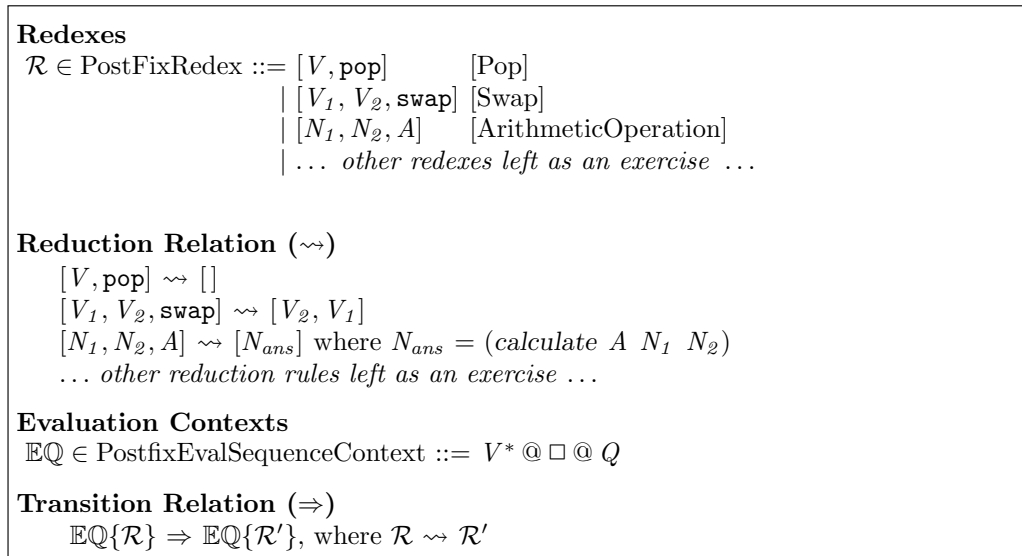 Redexes
ℛ ∈ PostFixRedex ::= [V, pop] [Pop]
| [V₁, V₂, swap] [Swap]
| [N₁, N₂, A] [ArithmeticOperation]
| ... other redexes left as an exercise ...
Reduction Relation (⇝)
[V, pop] ⇝ []
[V₁, V₂, swap] ⇝ [V₂, V₁]
[N₁, N₂, A] ⇝ [Nₐₙₛ] where Nₐₙₛ = (calculate A N₁ N₂)
... other reduction rules left as an exercise ...
Evaluation Contexts
𝔼ℚ ∈ PostfixEvalSequenceContext ::= V* @ □ @ Q
Transition Relation (⇒)
𝔼ℚ{ℛ} ⇒ 𝔼ℚ{ℛ′}, where ℛ ⇝ ℛ′